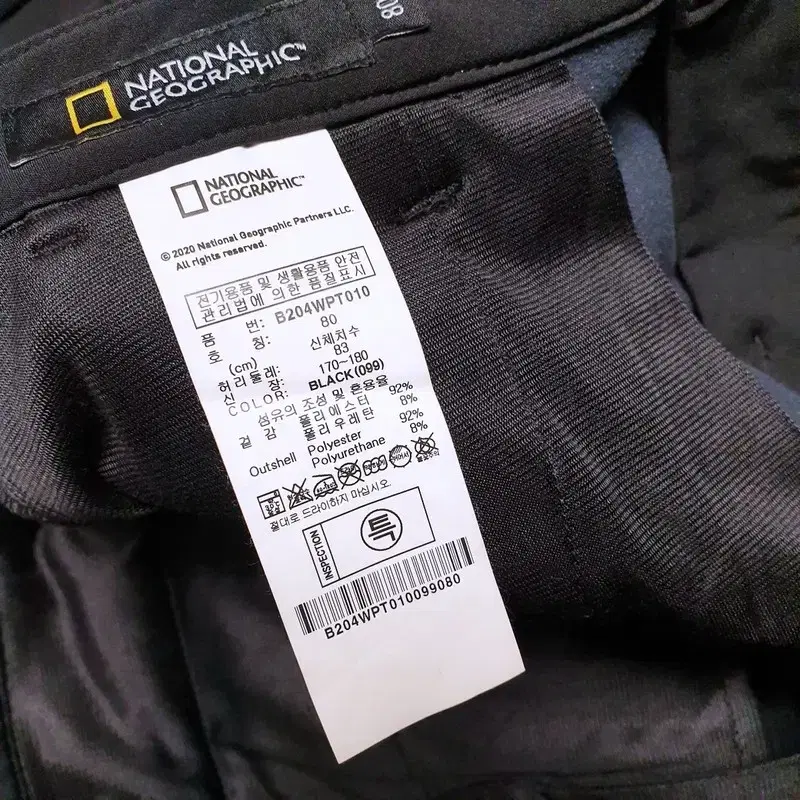 NATIONAL
GEOGRAPHIC™
80
NATIONAL
GEOGRAPHIC™
© 2020 National Geographic Partners LLC.
All rights reserved.
전기용품 및 생활용품 안전
관리법에 의한 품질표시
품 번: B204WPT010
호 칭: 80
(cm) 신체치수
허리둘레: 83
신 장: 170~180
COLOR: BLACK(099)
섬유의 조성 및 혼용율
겉 감 폴리에스터 92%
폴리우레탄 8%
Outshell Polyester 92%
Polyurethane 8%
절대로 드라이하지 마십시오.
INSPECTION
특
B204WPT010099080